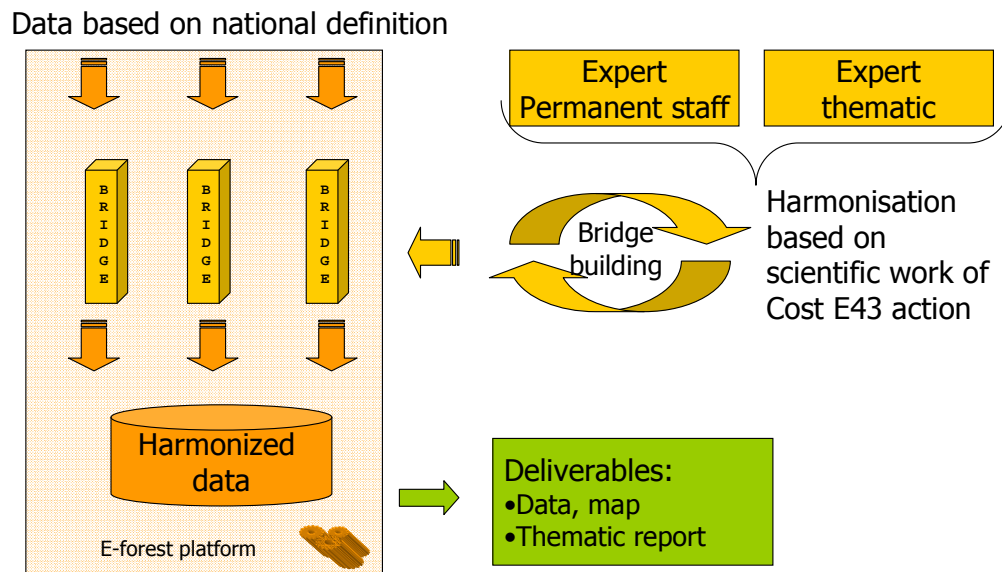 Data based on national definition
Expert
Permanent staff
Expert
thematic
BRIDGE
BRIDGE
BRIDGE
Bridge
building
Harmonisation
based on
scientific work of
Cost E43 action
Harmonized
data
Deliverables:
•Data, map
•Thematic report
E-forest platform